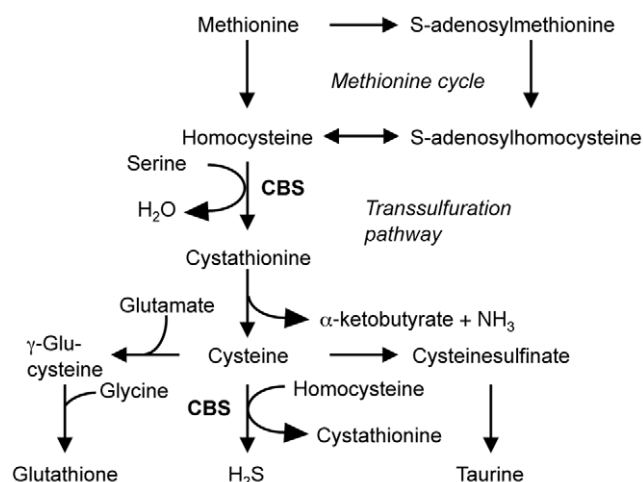 Methionine
S-adenosylmethionine
Methionine cycle
Homocysteine
S-adenosylhomocysteine
Serine
CBS
H₂O
Transsulfuration
pathway
Cystathionine
Glutamate
α-ketobutyrate + NH₃
γ-Glu-
cysteine
Cysteine
Cysteinesulfinate
Glycine
CBS
Homocysteine
Cystathionine
Glutathione
H₂S
Taurine